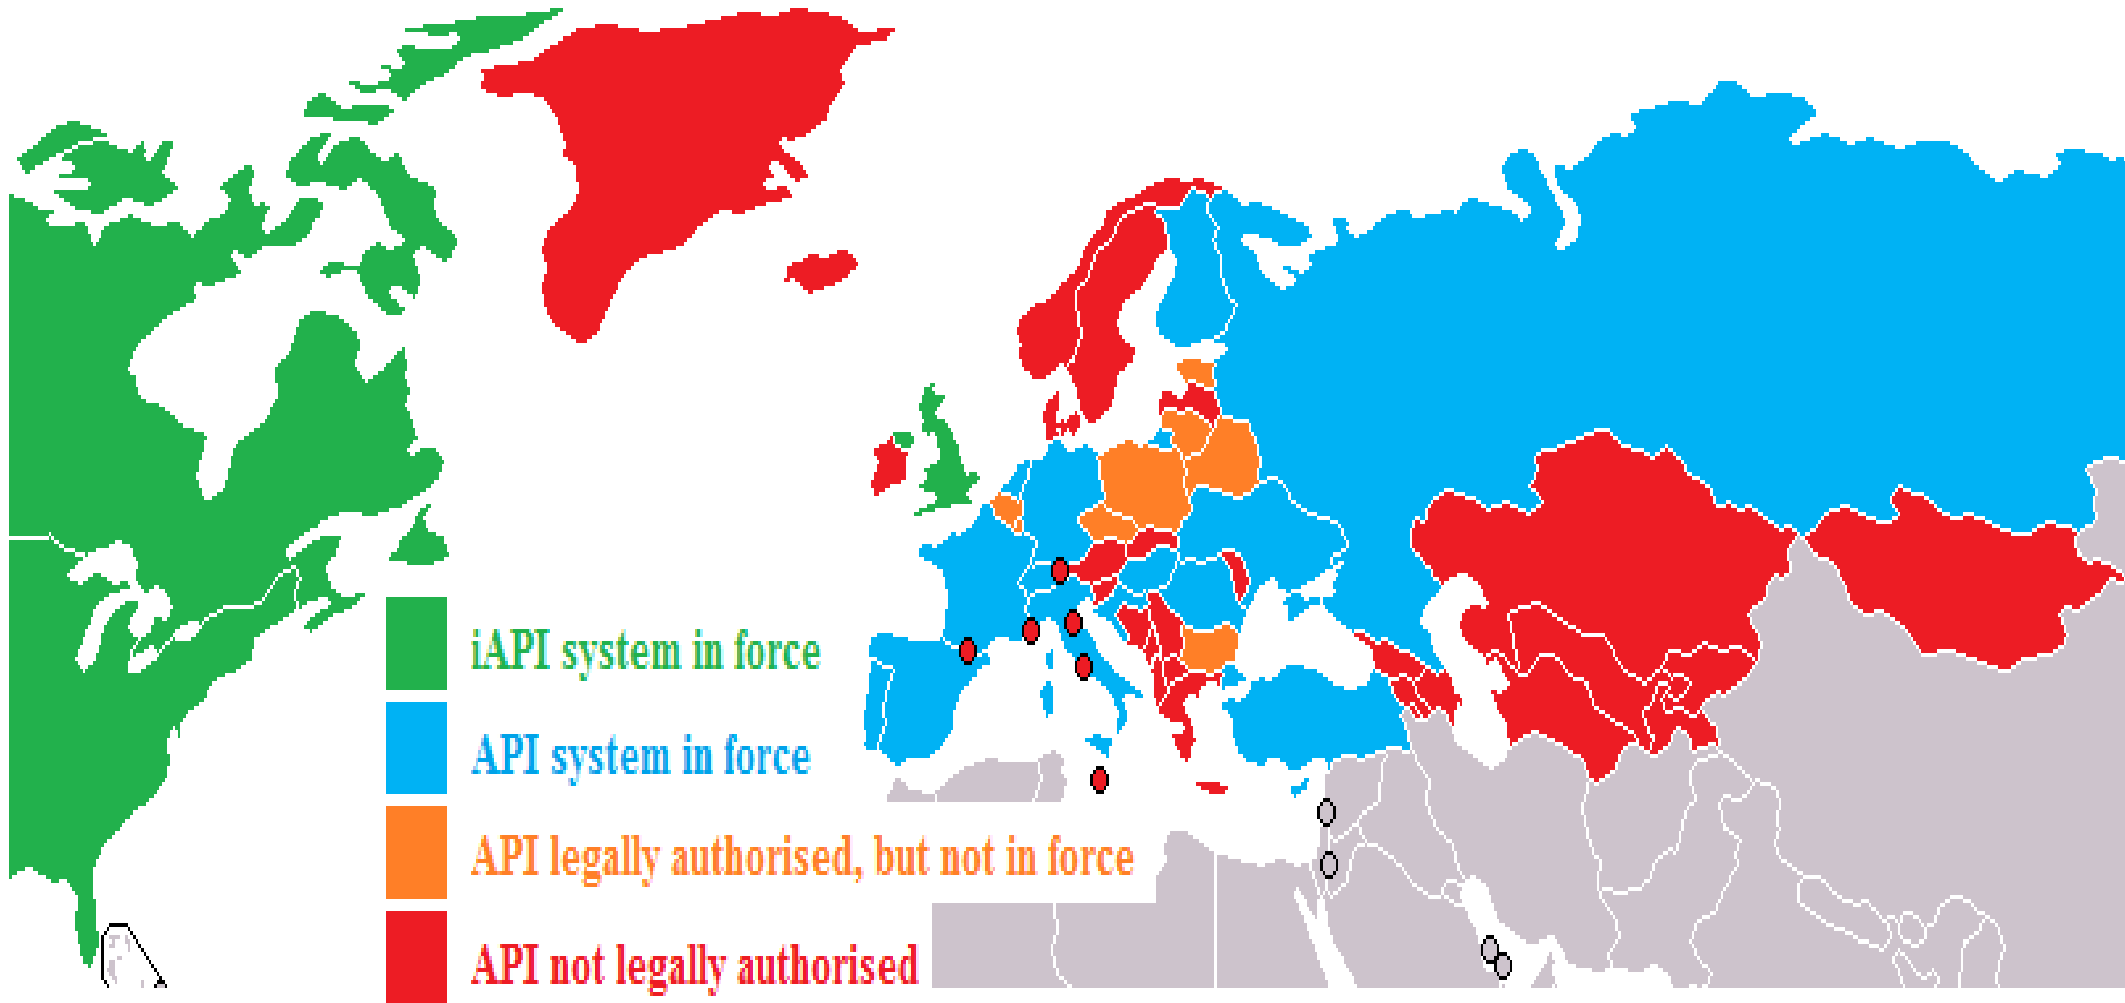 iAPI system in force
API system in force
API legally authorised, but not in force
API not legally authorised